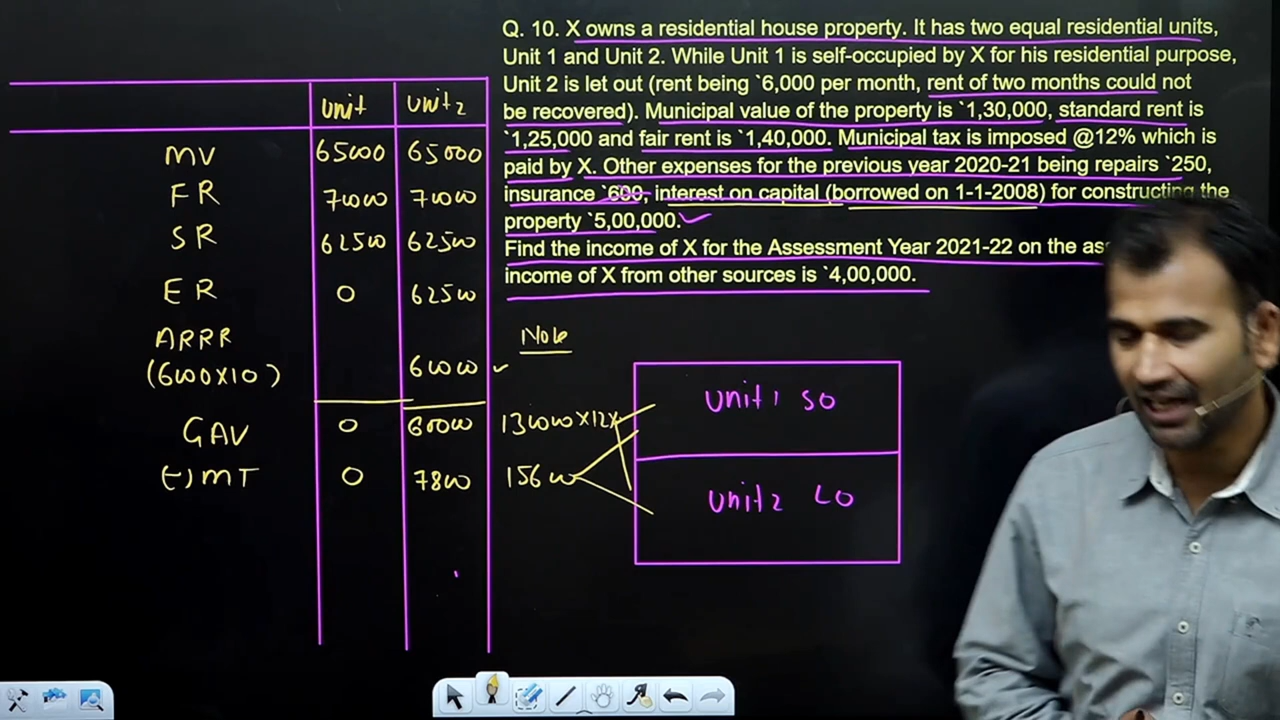 Q. 10. X owns a residential house property. It has two equal residential units,
Unit 1 and Unit 2. While Unit 1 is self-occupied by X for his residential purpose,
Unit 2 is let out (rent being `6,000 per month, rent of two months could not
be recovered). Municipal value of the property is `1,30,000, standard rent is
`1,25,000 and fair rent is `1,40,000. Municipal tax is imposed @12% which is
paid by X. Other expenses for the previous year 2020-21 being repairs `250,
insurance `600, interest on capital (borrowed on 1-1-2008) for constructing the
property `5,00,000.
Find the income of X for the Assessment Year 2021-22 on the
income of X from other sources is `4,00,000.
unit unit2
MV 65000 65000
FR 70000 70000
SR 62500 62500
ER 0 62500
ARRR
(6000x10) 60000
GAV 0 60000
(-) MT 0 7800
Note
130000x12%
15600
unit 1 SO
unit 2 LO